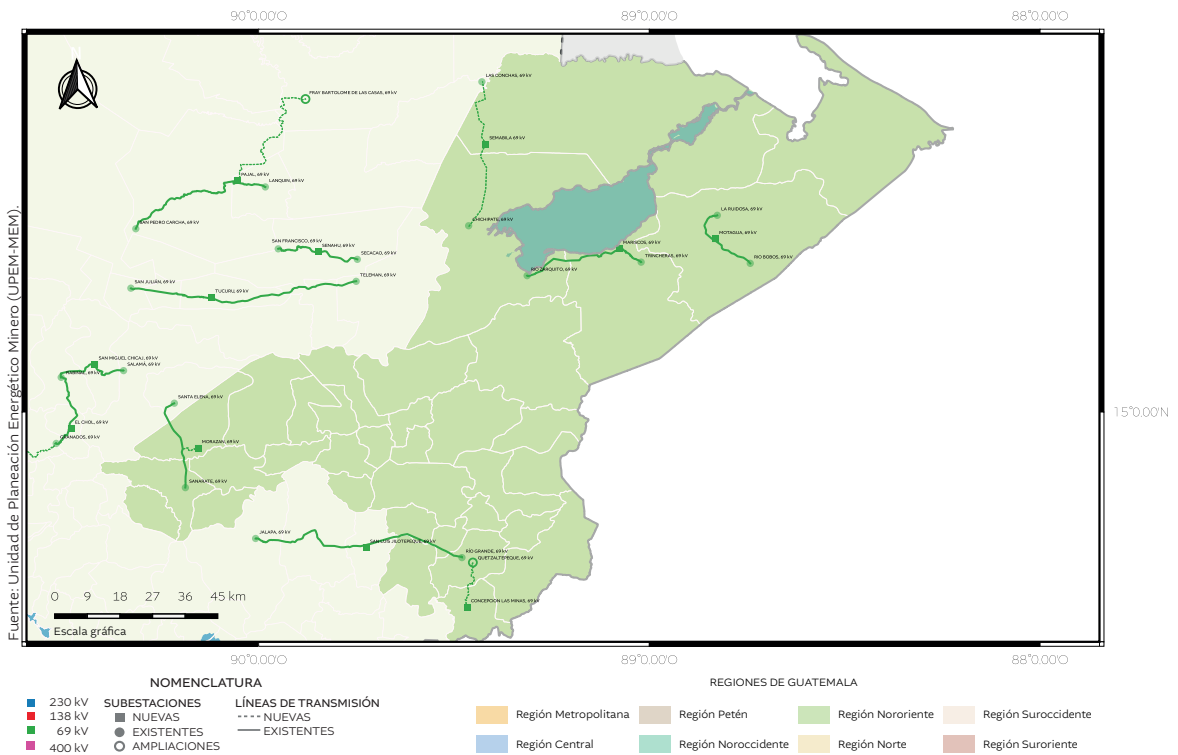 90°0.00'O 89°0.00'O 88°0.00'O
N
LAS CONCHAS, 69 kV
FRAY BARTOLOME DE LAS CASAS, 69 kV
SEMABILA 69 kV
PAJAL, 69 kV
LANQUIN, 69 kV
LA RUIDOSA, 69 kV
SAN PEDRO CARCHA, 69 kV
CHICHIPATE, 69 kV
MOTAGUA, 69 kV
SAN FRANCISCO, 69 kV
SENAHU, 69 kV
MARISCOS, 69 kV
SECACAO, 69 kV
TRINCHERAS, 69 kV
RIO BOBOS, 69 kV
RIO ZARQUITO, 69 kV
TELEMAN, 69 kV
SAN JULIÁN, 69 kV
TUCURU, 69 kV
SAN MIGUEL CHICAJ, 69 kV
SALAMÁ, 69 kV
SANTA ELENA, 69 kV
15°0.00'N
EL CHOL, 69 kV
GRANADOS, 69 kV
MORAZAN, 69 kV
SANARATE, 69 kV
JALAPA, 69 kV
SAN LUIS JILOTEPEQUE, 69 kV
RÍO GRANDE, 69 kV
QUETZALTEPEQUE, 69 kV
CONCEPCION LAS MINAS, 69 kV
0 9 18 27 36 45 km
Escala gráfica
Fuente: Unidad de Planeación Energético Minero (UPEM-MEM).
90°0.00'O 89°0.00'O 88°0.00'O
NOMENCLATURA
230 kV
138 kV
69 kV
400 kV
SUBESTACIONES
NUEVAS
EXISTENTES
AMPLIACIONES
LÍNEAS DE TRANSMISIÓN
NUEVAS
EXISTENTES
REGIONES DE GUATEMALA
Región Metropolitana
Región Petén
Región Nororiente
Región Suroccidente
Región Central
Región Noroccidente
Región Norte
Región Suroriente